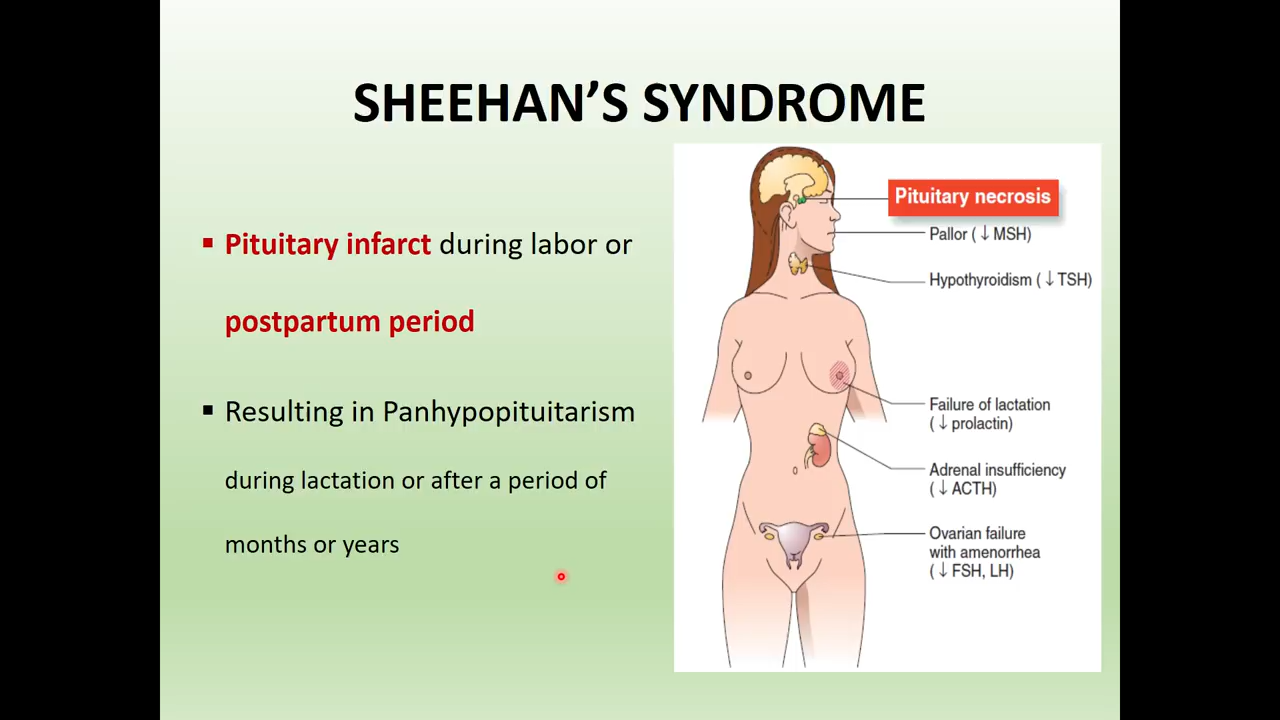 SHEEHAN’S SYNDROME
▪ Pituitary infarct during labor or
postpartum period
▪ Resulting in Panhypopituitarism
during lactation or after a period of
months or years
Pituitary necrosis
Pallor (↓MSH)
Hypothyroidism (↓TSH)
Failure of lactation
(↓prolactin)
Adrenal insufficiency
(↓ACTH)
Ovarian failure
with amenorrhea
(↓FSH, LH)